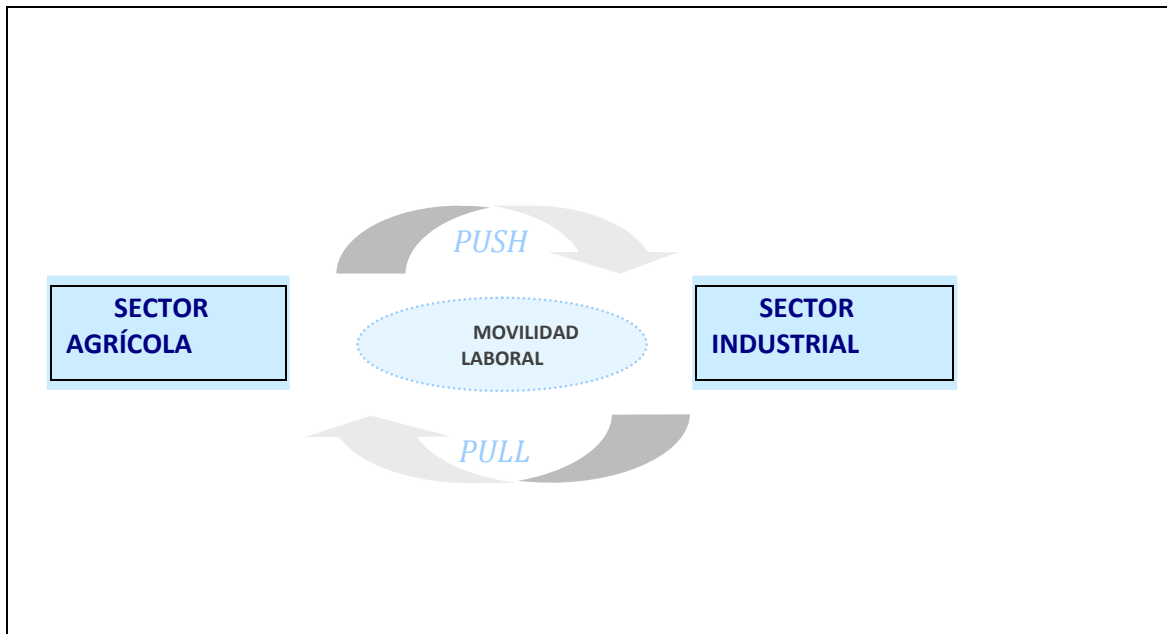 PUSH
SECTOR
AGRÍCOLA
MOVILIDAD
LABORAL
SECTOR
INDUSTRIAL
PULL